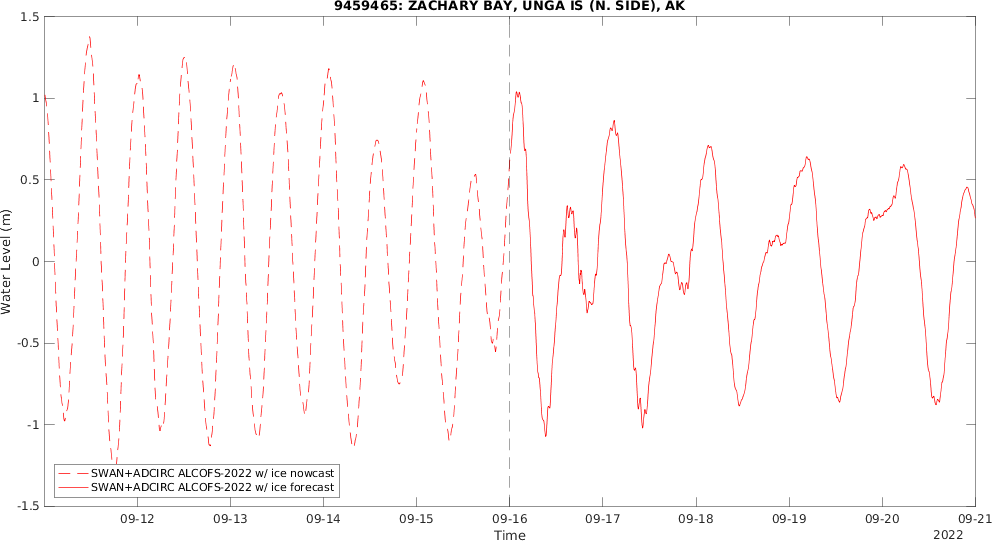 9459465: ZACHARY BAY, UNGA IS (N. SIDE), AK
1.5
1
0.5
0
-0.5
-1
-1.5
Water Level (m)
SWAN+ADCIRC ALCOFS-2022 w/ ice nowcast
SWAN+ADCIRC ALCOFS-2022 w/ ice forecast
09-12 09-13 09-14 09-15 09-16 09-17 09-18 09-19 09-20 09-21
Time
2022